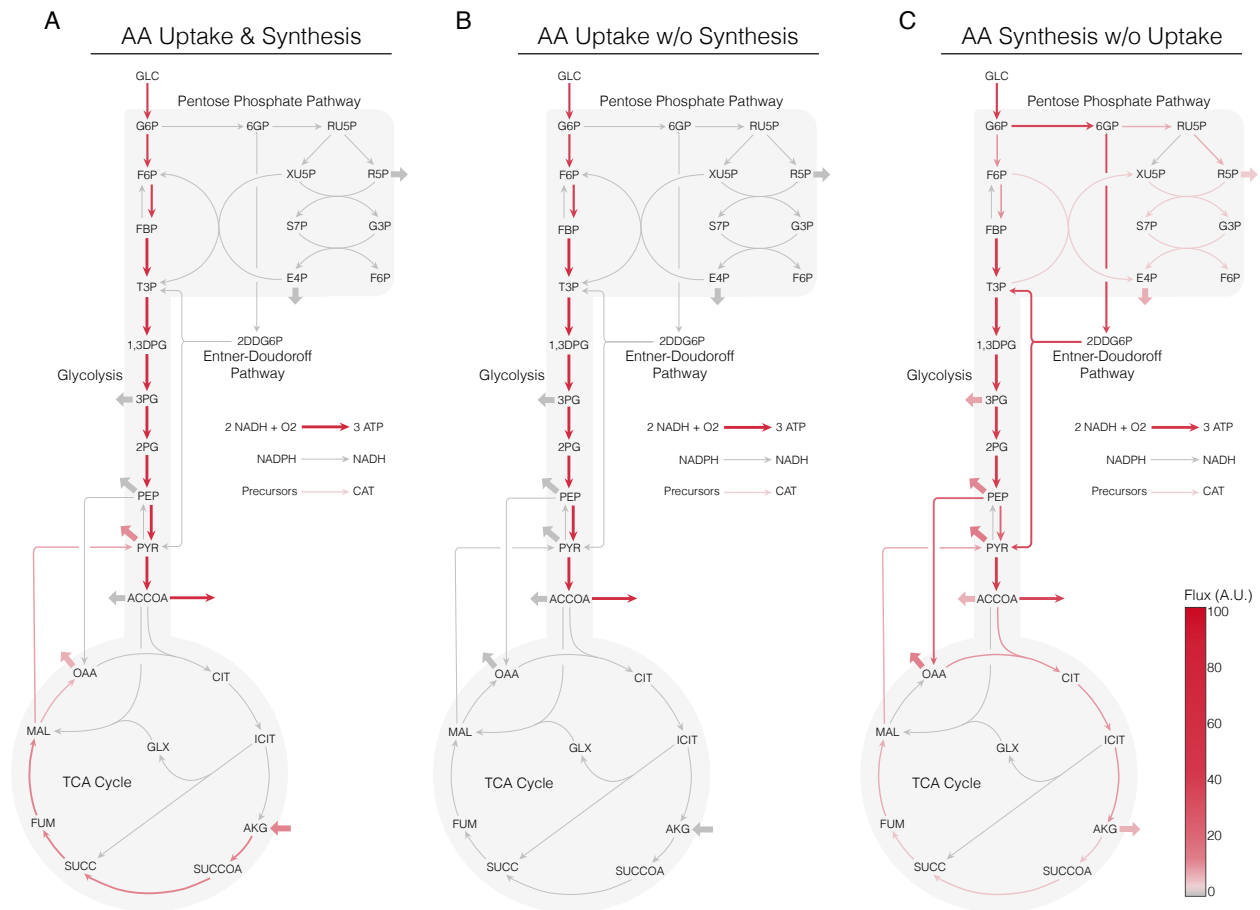 A
AA Uptake & Synthesis
GLC
Pentose Phosphate Pathway
G6P
6GP
RU5P
F6P
XU5P
R5P
FBP
S7P
G3P
T3P
E4P
F6P
1,3DPG
2DDG6P
Entner-Doudoroff
Pathway
Glycolysis
3PG
2 NADH + O2
3 ATP
2PG
NADPH
NADH
PEP
Precursors
CAT
PYR
ACCOA
OAA
CIT
MAL
GLX
ICIT
TCA Cycle
FUM
AKG
SUCC
SUCCOA
B
AA Uptake w/o Synthesis
GLC
Pentose Phosphate Pathway
G6P
6GP
RU5P
F6P
XU5P
R5P
FBP
S7P
G3P
T3P
E4P
F6P
1,3DPG
2DDG6P
Entner-Doudoroff
Pathway
Glycolysis
3PG
2 NADH + O2
3 ATP
2PG
NADPH
NADH
PEP
Precursors
CAT
PYR
ACCOA
OAA
CIT
MAL
GLX
ICIT
TCA Cycle
FUM
AKG
SUCC
SUCCOA
C
AA Synthesis w/o Uptake
GLC
Pentose Phosphate Pathway
G6P
6GP
RU5P
F6P
XU5P
R5P
FBP
S7P
G3P
T3P
E4P
F6P
1,3DPG
2DDG6P
Entner-Doudoroff
Pathway
Glycolysis
3PG
2 NADH + O2
3 ATP
2PG
NADPH
NADH
PEP
Precursors
CAT
PYR
ACCOA
OAA
CIT
MAL
GLX
ICIT
TCA Cycle
FUM
AKG
SUCC
SUCCOA
Flux (A.U.)
100
80
60
40
20
0